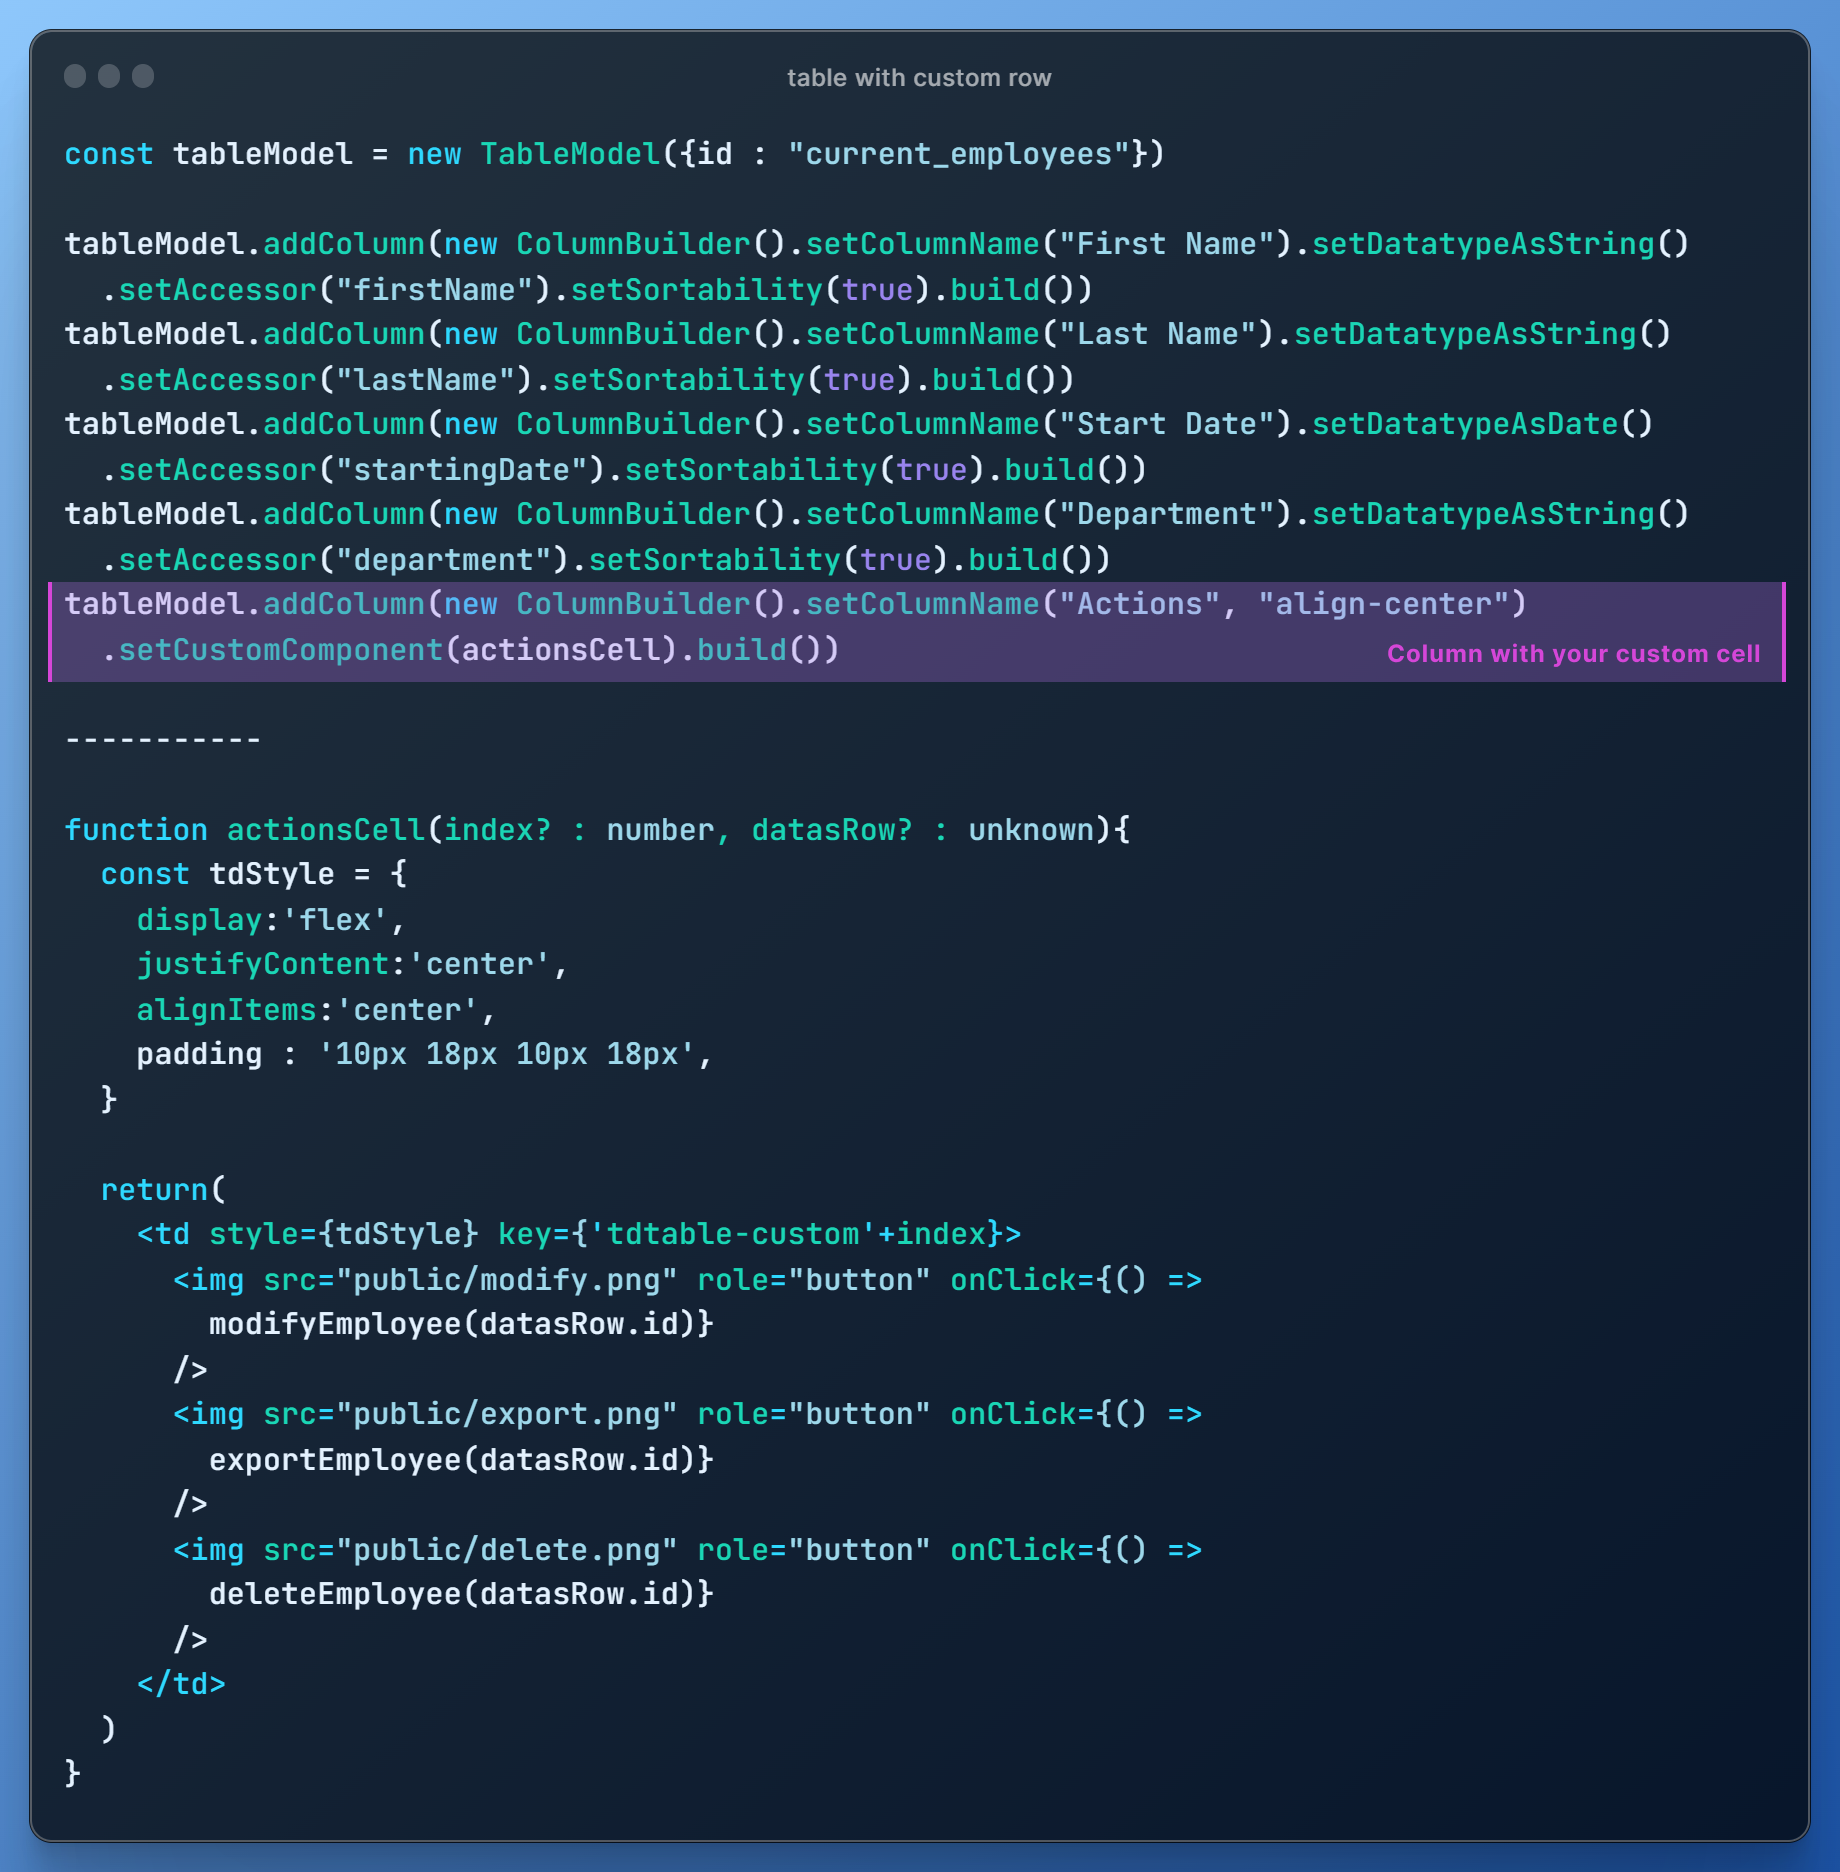 table with custom row
const tableModel = new TableModel({id : "current_employees"})
tableModel.addColumn(new ColumnBuilder().setColumnName("First Name").setDatatypeAsString()
.setAccessor("firstName").setSortability(true).build())
tableModel.addColumn(new ColumnBuilder().setColumnName("Last Name").setDatatypeAsString()
.setAccessor("lastName").setSortability(true).build())
tableModel.addColumn(new ColumnBuilder().setColumnName("Start Date").setDatatypeAsDate()
.setAccessor("startingDate").setSortability(true).build())
tableModel.addColumn(new ColumnBuilder().setColumnName("Department").setDatatypeAsString()
.setAccessor("department").setSortability(true).build())
tableModel.addColumn(new ColumnBuilder().setColumnName("Actions", "align-center")
.setCustomComponent(actionsCell).build())
Column with your custom cell
-----------
function actionsCell(index? : number, datasRow? : unknown){
const tdStyle = {
display:'flex',
justifyContent:'center',
alignItems:'center',
padding : '10px 18px 10px 18px',
}
return(
<td style={tdStyle} key={'tdtable-custom'+index}>
<img src="public/modify.png" role="button" onClick={() =>
modifyEmployee(datasRow.id)}
/>
<img src="public/export.png" role="button" onClick={() =>
exportEmployee(datasRow.id)}
/>
<img src="public/delete.png" role="button" onClick={() =>
deleteEmployee(datasRow.id)}
/>
</td>
)
}